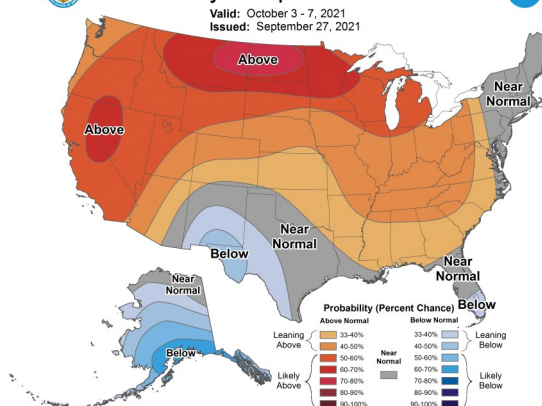 Valid: October 3 - 7, 2021
Issued: September 27, 2021
Above
Near
Normal
Above
Near
Normal
Below
Near
Normal
Below
Near
Normal
Below
Probability (Percent Chance)
Above Normal
Below Normal
Leaning
Above
33-40%
40-50%
Likely
Above
50-60%
60-70%
70-80%
80-90%
90-100%
Near
Normal
33-40%
40-50%
Leaning
Below
50-60%
60-70%
70-80%
80-90%
90-100%
Likely
Below